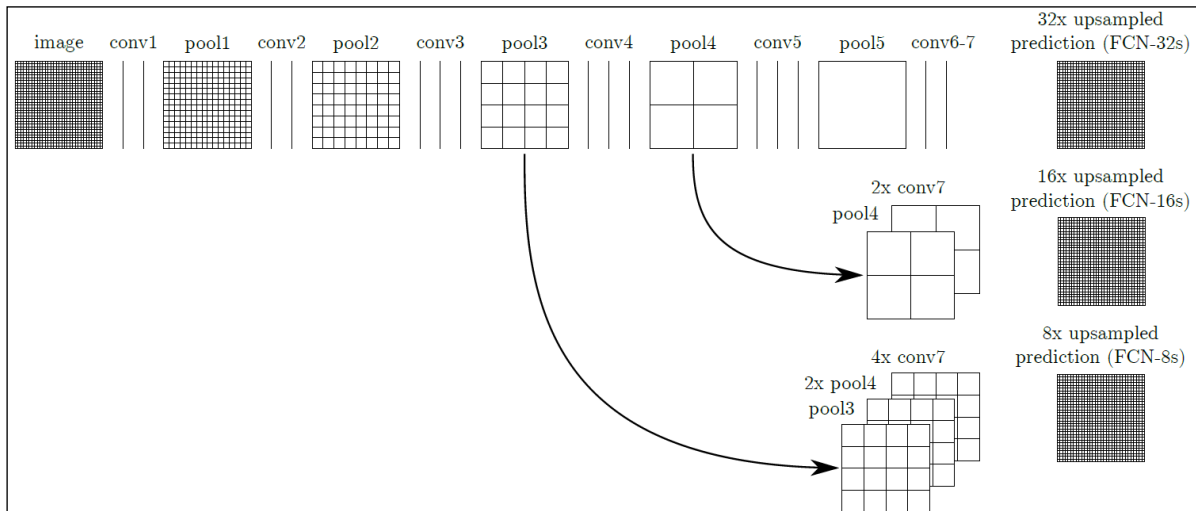 image conv1 pool1 conv2 pool2 conv3 pool3 conv4 pool4 conv5 pool5 conv6-7
32x upsampled
prediction (FCN-32s)
2x conv7
pool4
16x upsampled
prediction (FCN-16s)
4x conv7
2x pool4
pool3
8x upsampled
prediction (FCN-8s)